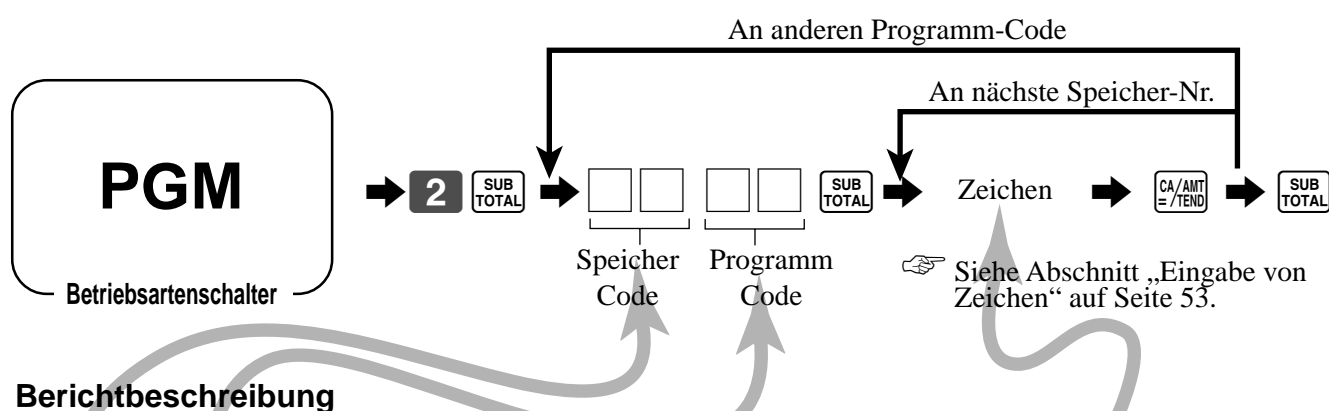 An anderen Programm-Code
An nächste Speicher-Nr.
PGM
2
SUB
TOTAL
SUB
TOTAL
Zeichen
CA/AMT
= /TEND
SUB
TOTAL
Speicher
Code
Programm
Code
Betriebsartenschalter
Siehe Abschnitt „Eingabe von
Zeichen“ auf Seite 53.
Berichtbeschreibung